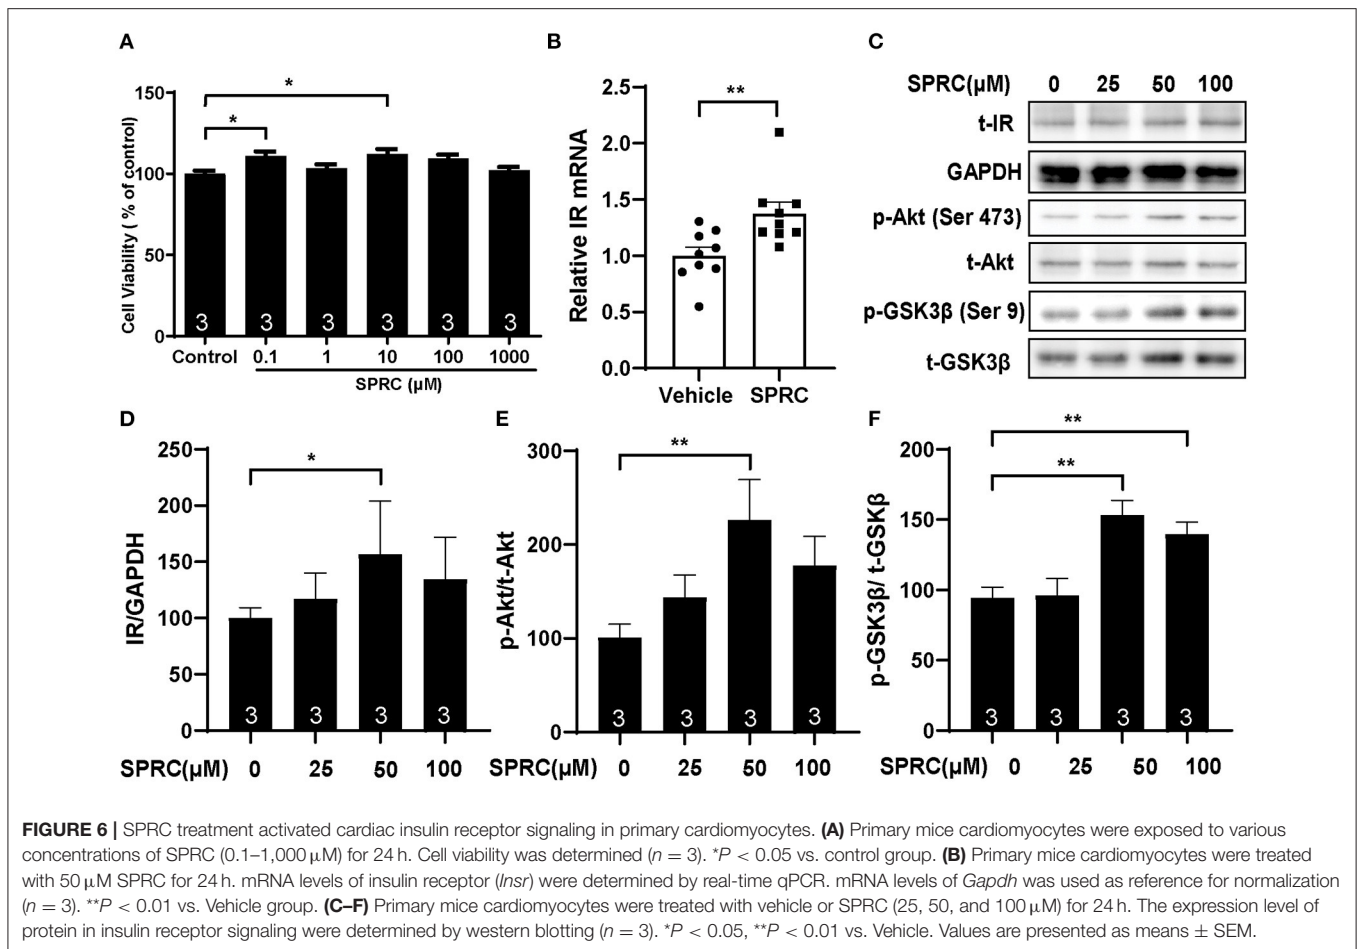 A
*
*
150
100
50
0
Cell Viability ( % of control)
3 3 3 3 3 3
Control 0.1 1 10 100 1000
SPRC (μM)
B
**
2.5
2.0
1.5
1.0
0.5
0.0
Relative IR mRNA
Vehicle SPRC
C
SPRC(μM) 0 25 50 100
t-IR
GAPDH
p-Akt (Ser 473)
t-Akt
p-GSK3β (Ser 9)
t-GSK3β
D
*
250
200
150
100
50
0
IR/GAPDH
3 3 3 3
SPRC(μM) 0 25 50 100
E
**
300
200
100
0
p-Akt/t-Akt
3 3 3 3
SPRC(μM) 0 25 50 100
F
**
**
200
150
100
50
0
p-GSK3β/ t-GSKβ
3 3 3 3
SPRC(μM) 0 25 50 100
FIGURE 6 | SPRC treatment activated cardiac insulin receptor signaling in primary cardiomyocytes. (A) Primary mice cardiomyocytes were exposed to various
concentrations of SPRC (0.1–1,000 μM) for 24 h. Cell viability was determined (n = 3). *P < 0.05 vs. control group. (B) Primary mice cardiomyocytes were treated
with 50 μM SPRC for 24 h. mRNA levels of insulin receptor (Insr) were determined by real-time qPCR. mRNA levels of Gapdh was used as reference for normalization
(n = 3). **P < 0.01 vs. Vehicle group. (C–F) Primary mice cardiomyocytes were treated with vehicle or SPRC (25, 50, and 100 μM) for 24 h. The expression level of
protein in insulin receptor signaling were determined by western blotting (n = 3). *P < 0.05, **P < 0.01 vs. Vehicle. Values are presented as means ± SEM.